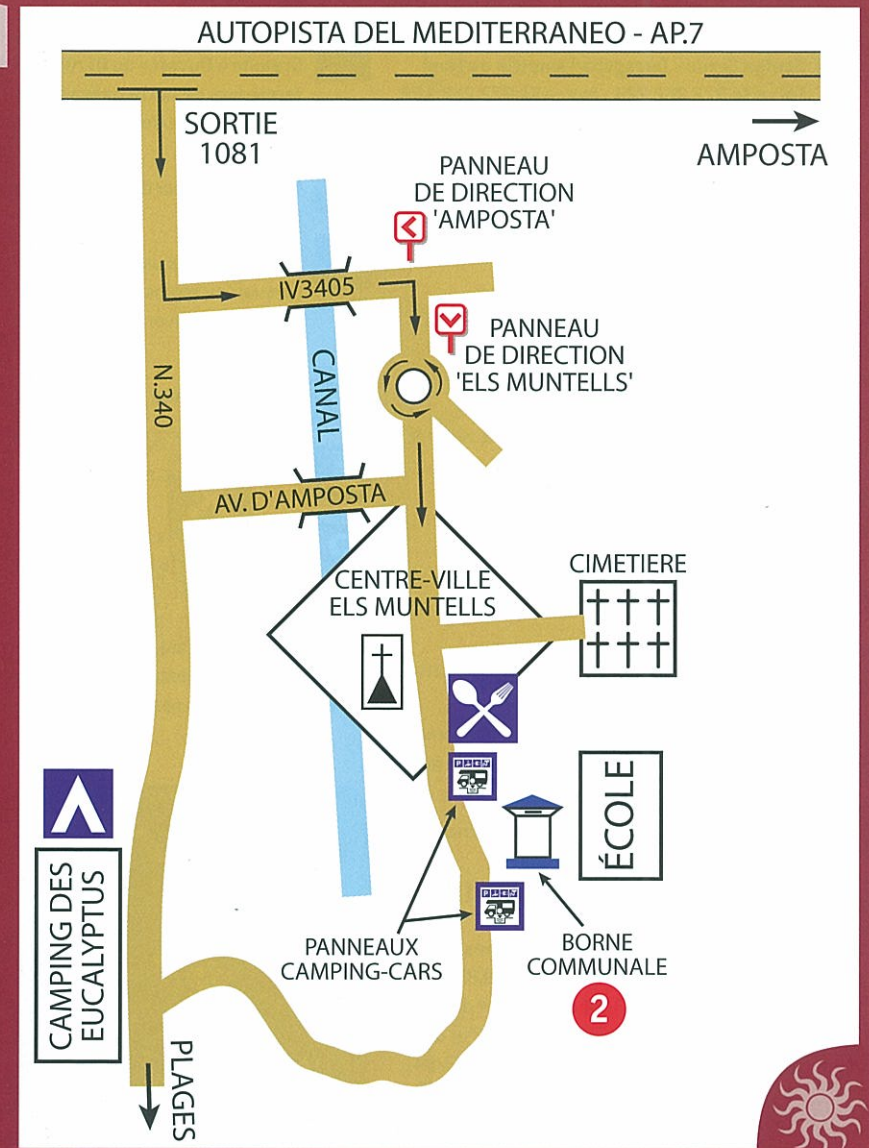 AUTOPISTA DEL MEDITERRANEO - AP.7
SORTIE
1081
AMPOSTA
PANNEAU
DE DIRECTION
'AMPOSTA'
IV3405
PANNEAU
DE DIRECTION
'ELS MUNTELLS'
CANAL
N.340
AV. D'AMPOSTA
CENTRE-VILLE
ELS MUNTELLS
CIMETIERE
ÉCOLE
CAMPING DES
EUCALYPTUS
PANNEAUX
CAMPING-CARS
BORNE
COMMUNALE
2
PLAGES